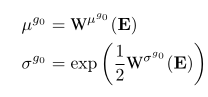 μ^{g_0} = W^{μ^{g_0}}(E)
σ^{g_0} = exp(1/2 W^{σ^{g_0}}(E))